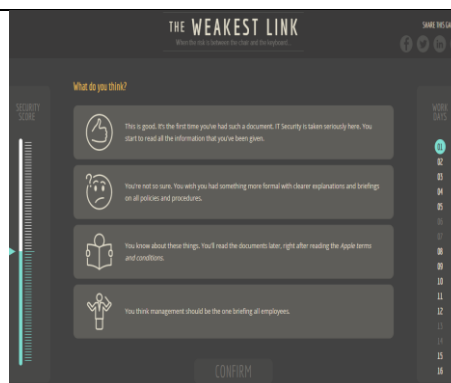 THE WEAKEST LINK
When the risk is between the chair and the keyboard...
SHARE THIS GA
What do you think?
SECURITY
SCORE
This is good. It's the first time you've had such a document. IT Security is taken seriously here. You
start to read all the information that you've been given.
You're not so sure. You wish you had something more formal with clearer explanations and briefings
on all policies and procedures.
You know about these things. You'll read the documents later, right after reading the Apple terms
and conditions.
You think management should be the one briefing all employees.
CONFIRM
WORK
DAYS
01
02
03
04
05
06
07
08
09
10
11
12
13
14
15
16